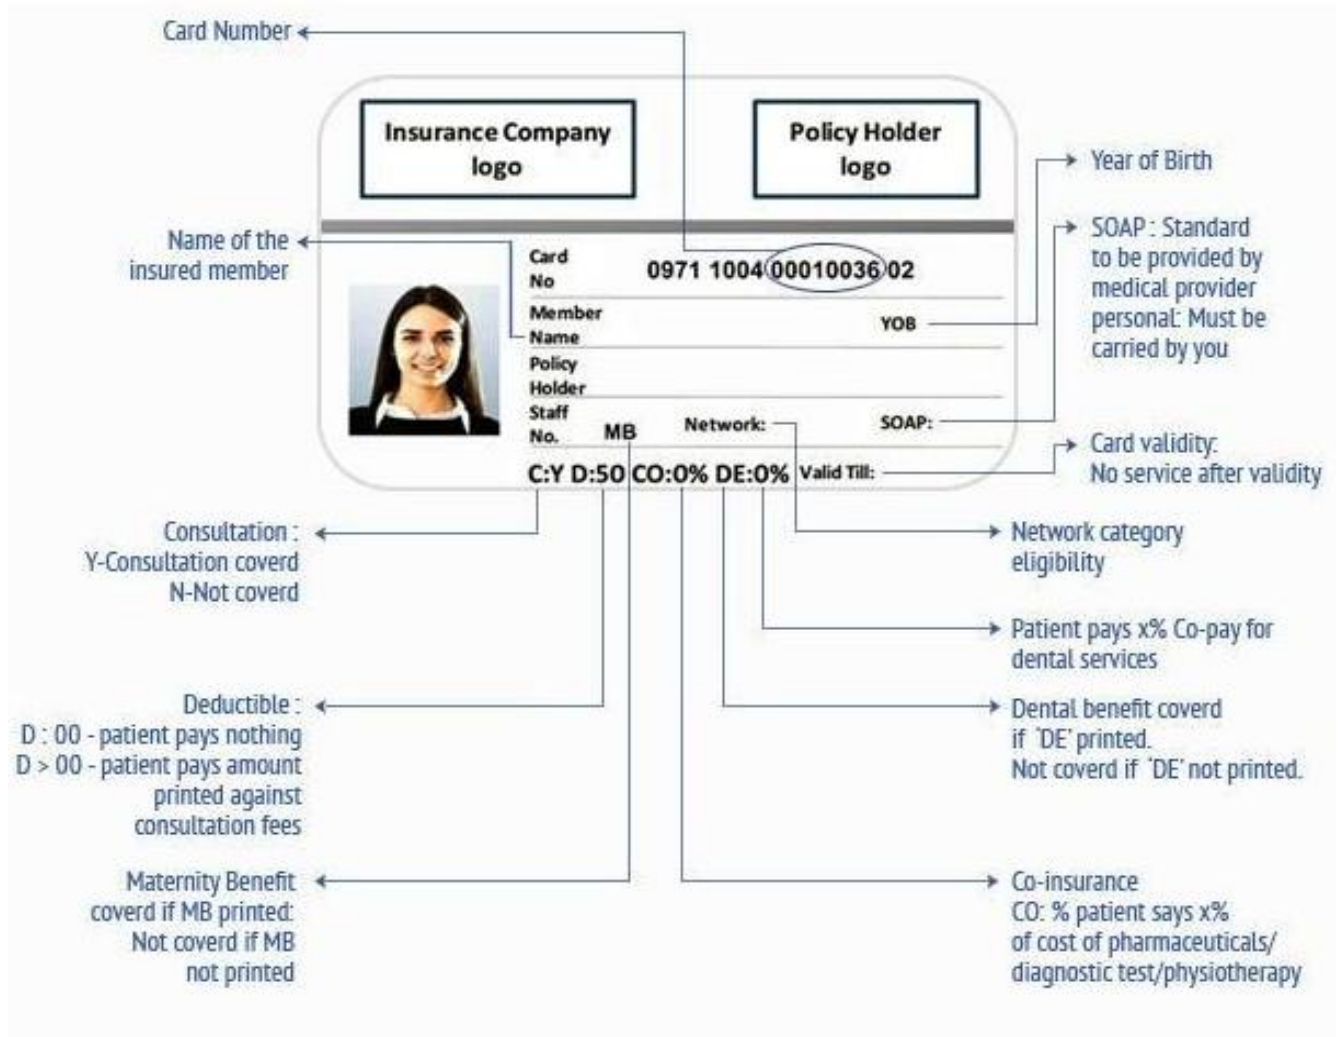 Card Number
Insurance Company
logo
Policy Holder
logo
Year of Birth
SOAP : Standard
to be provided by
medical provider
personal: Must be
carried by you
Name of the
insured member
Card
No
0971 1004 00010036 02
Member
Name
YOB
Policy
Holder
Staff
No.
MB
Network:
SOAP:
C:Y D:50 CO:0% DE:0% Valid Till:
Card validity:
No service after validity
Consultation :
Y-Consultation coverd
N-Not coverd
Network category
eligibility
Patient pays x% Co-pay for
dental services
Deductible :
D : 00 - patient pays nothing
D > 00 - patient pays amount
printed against
consultation fees
Dental benefit coverd
if 'DE' printed.
Not coverd if 'DE' not printed.
Maternity Benefit
coverd if MB printed:
Not coverd if MB
not printed
Co-insurance
CO: % patient says x%
of cost of pharmaceuticals/
diagnostic test/physiotherapy